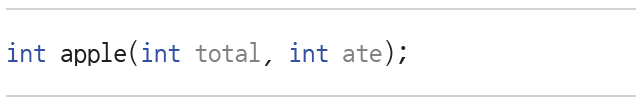 int apple(int total, int ate);